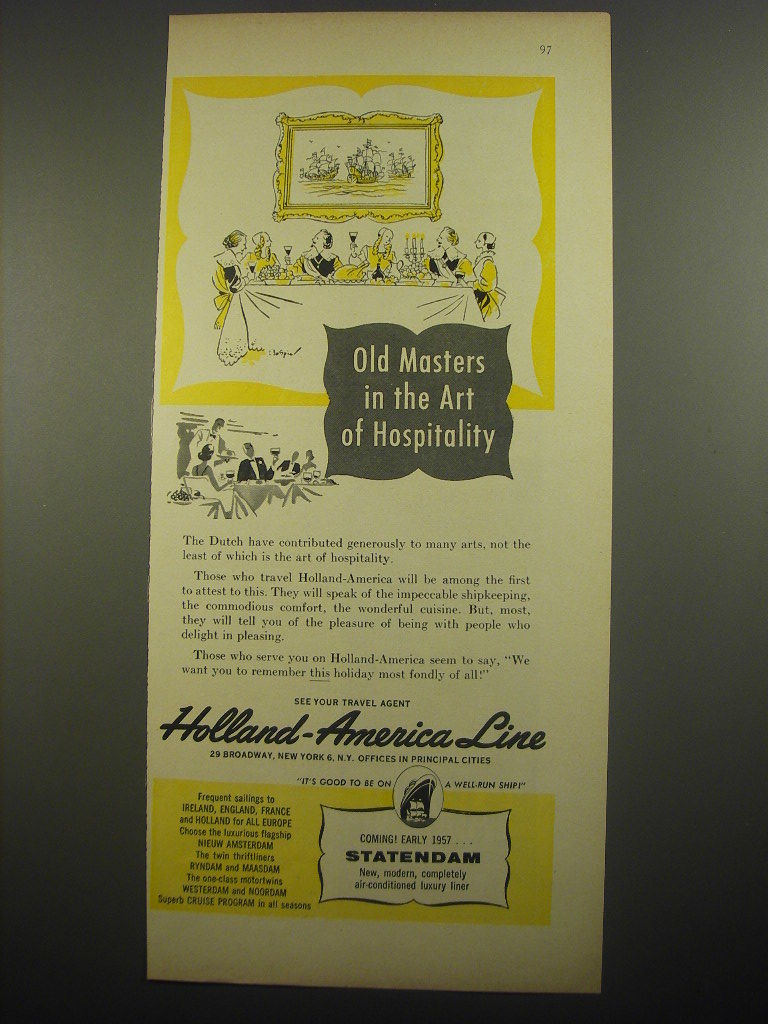 97
Old Masters
in the Art
of Hospitality
The Dutch have contributed generously to many arts, not the
least of which is the art of hospitality.
Those who travel Holland-America will be among the first
to attest to this. They will speak of the impeccable shipkeeping,
the commodious comfort, the wonderful cuisine. But, most,
they will tell you of the pleasure of being with people who
delight in pleasing.
Those who serve you on Holland-America seem to say, "We
want you to remember this holiday most fondly of all!"
SEE YOUR TRAVEL AGENT
Holland-America Line
29 BROADWAY, NEW YORK 6, N.Y. OFFICES IN PRINCIPAL CITIES
"IT'S GOOD TO BE ON A WELL-RUN SHIP!"
Frequent sailings to
IRELAND, ENGLAND, FRANCE
and HOLLAND for ALL EUROPE
Choose the luxurious flagship
NIEUW AMSTERDAM
The twin thriftliners
RYNDAM and MAASDAM
The one-class motortwins
WESTERDAM and NOORDAM
Superb CRUISE PROGRAM in all seasons
COMING! EARLY 1957 . . .
STATENDAM
New, modern, completely
air-conditioned luxury liner